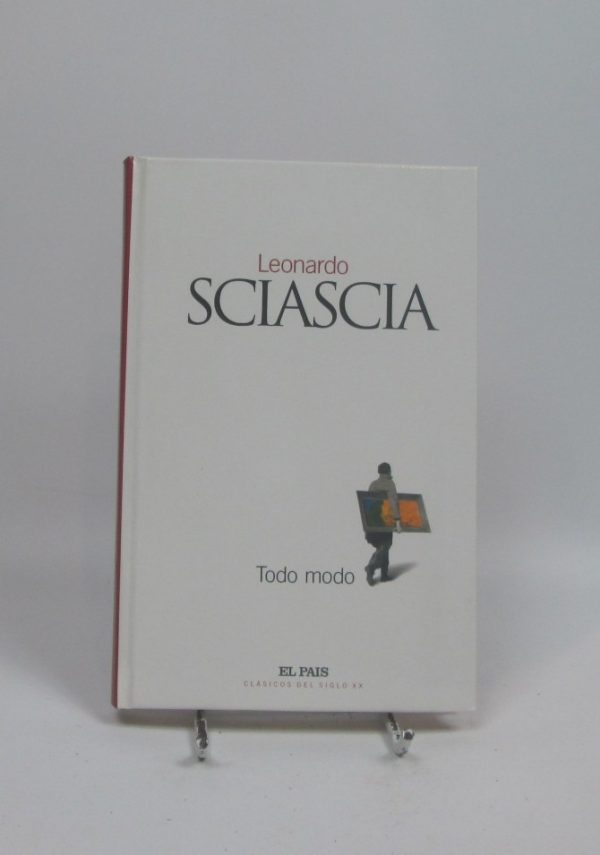 Leonardo
SCIASCIA
Todo modo
EL PAIS
CLÁSICOS DEL SIGLO XX